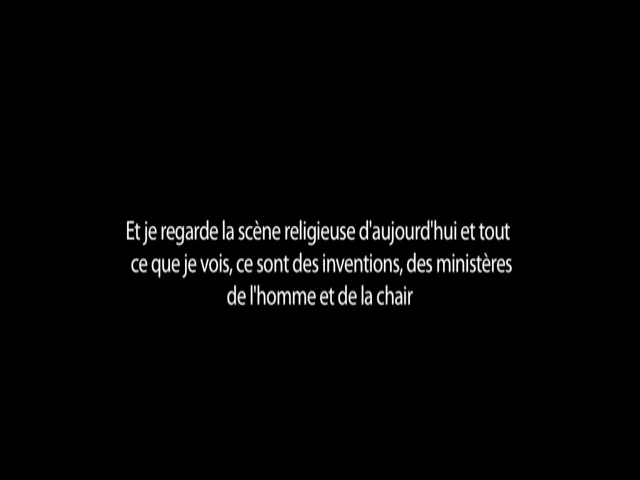 Et je regarde la scène religieuse d'aujourd'hui et tout
ce que je vois, ce sont des inventions, des ministères
de l'homme et de la chair